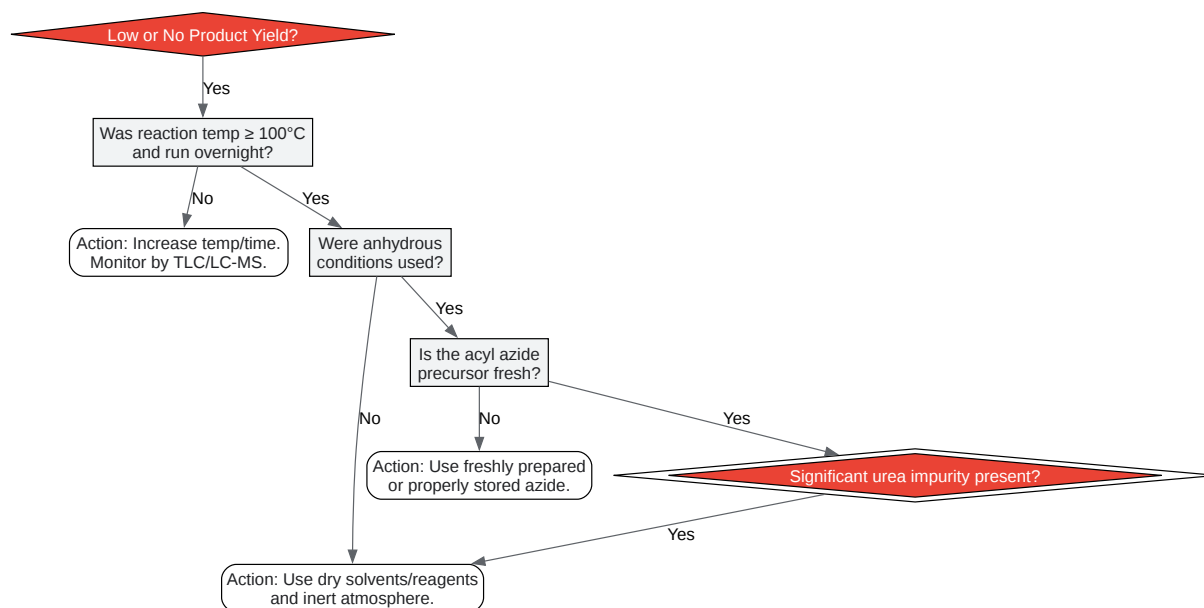 Low or No Product Yield?
Yes
Was reaction temp ≥ 100°C
and run overnight?
No
Yes
Action: Increase temp/time.
Monitor by TLC/LC-MS.
Were anhydrous
conditions used?
Yes
Is the acyl azide
precursor fresh?
No
No
Yes
Action: Use freshly prepared
or properly stored azide.
Significant urea impurity present?
Yes
Action: Use dry solvents/reagents
and inert atmosphere.